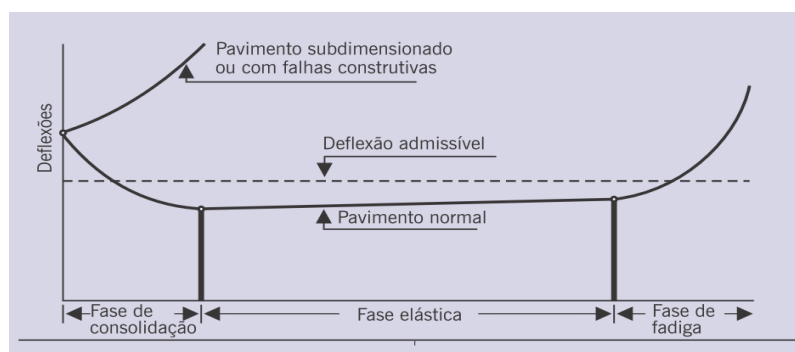 Pavimento subdimensionado
ou com falhas construtivas
Deflexões
Deflexão admissível
Pavimento normal
Fase de
consolidação
Fase elástica
Fase de
fadiga